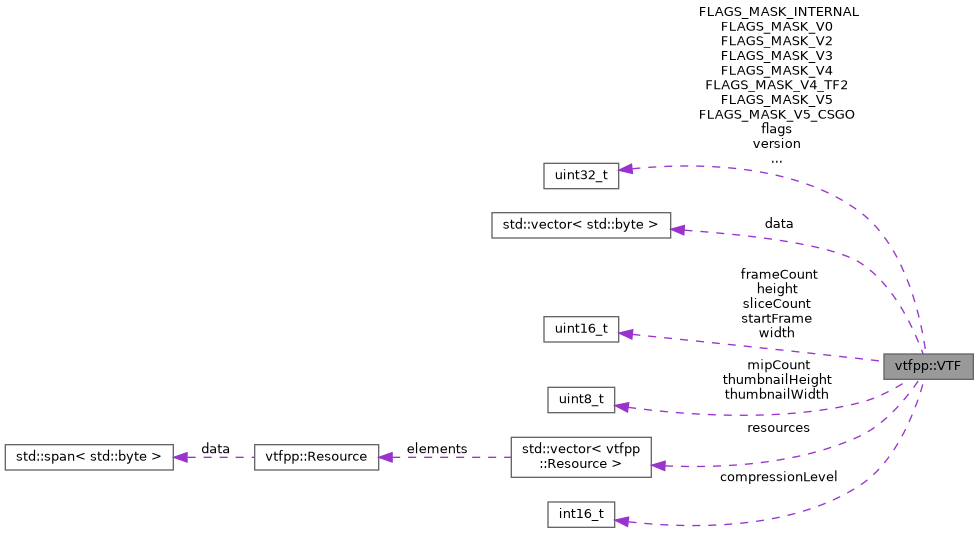 FLAGS_MASK_INTERNAL
FLAGS_MASK_V0
FLAGS_MASK_V2
FLAGS_MASK_V3
FLAGS_MASK_V4
FLAGS_MASK_V4_TF2
FLAGS_MASK_V5
FLAGS_MASK_V5_CSGO
flags
version
...
uint32_t
std::vector< std::byte >
data
frameCount
height
sliceCount
startFrame
width
uint16_t
vtfpp::VTF
mipCount
thumbnailHeight
thumbnailWidth
uint8_t
resources
std::span< std::byte >
data
vtfpp::Resource
elements
std::vector< vtfpp
::Resource >
compressionLevel
int16_t